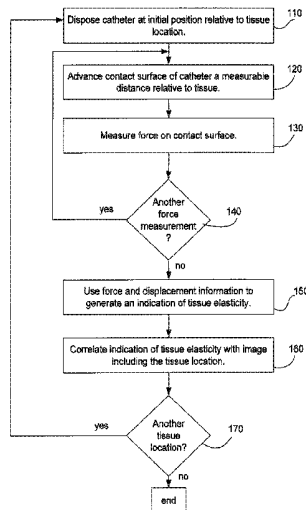 Dispose catheter at initial position relative to tissue
location.
110
Advance contact surface of catheter a measurable
distance relative to tissue.
120
Measure force on contact surface.
130
yes
Another
force
measurement
?
140
no
Use force and displacement information to
generate an indication of tissue elasticity.
150
Correlate indication of tissue elasticity with image
including the tissue location.
160
yes
Another
tissue
location?
170
no
end